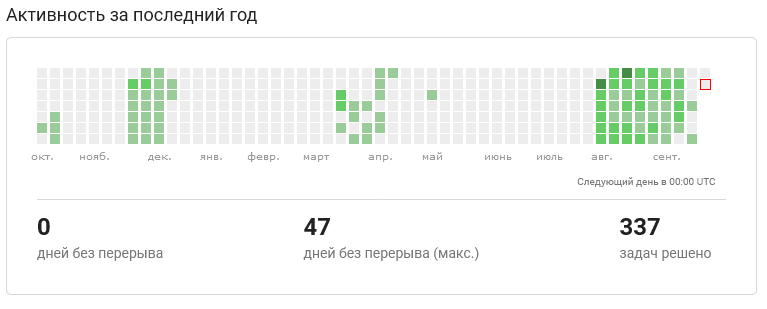 Активность за последний год
окт. нояб. дек. янв. февр. март апр. май июнь июль авг. сент.
Следующий день в 00:00 UTC
0 47 337
дней без перерыва дней без перерыва (макс.) задач решено